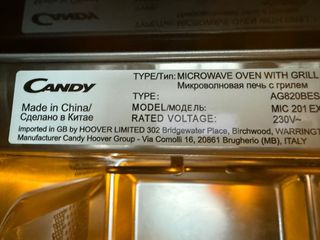 TYPE/Тип: MICROWAVE OVEN WITH GRILL
Микроволновая печь с грилем
CANDY
TYPE: AG820BES
Made in China/
MODEL/МОДЕЛЬ: MIC 201 EX
Сделано в Китае
RATED VOLTAGE: 230V~
Imported in GB by HOOVER LIMITED 302 Bridgewater Place, Birchwood, WARRINGT
Manufacturer Candy Hoover Group - Via Comolli 16, 20861 Brugherio (MB), ITALY